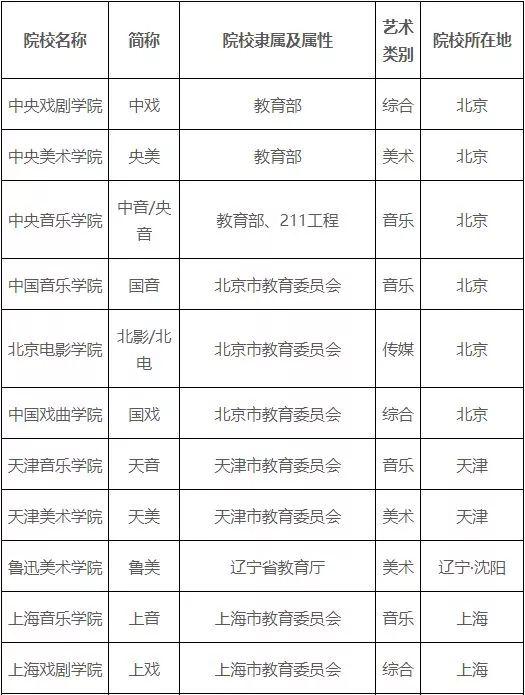 院校名称 简称 院校隶属及属性 艺术类别 院校所在地
中央戏剧学院 中戏 教育部 综合 北京
中央美术学院 央美 教育部 美术 北京
中央音乐学院 中音/央音 教育部、211工程 音乐 北京
中国音乐学院 国音 北京市教育委员会 音乐 北京
北京电影学院 北影/北电 北京市教育委员会 传媒 北京
中国戏曲学院 国戏 北京市教育委员会 综合 北京
天津音乐学院 天音 天津市教育委员会 音乐 天津
天津美术学院 天美 天津市教育委员会 美术 天津
鲁迅美术学院 鲁美 辽宁省教育厅 美术 辽宁·沈阳
上海音乐学院 上音 上海市教育委员会 音乐 上海
上海戏剧学院 上戏 上海市教育委员会 综合 上海